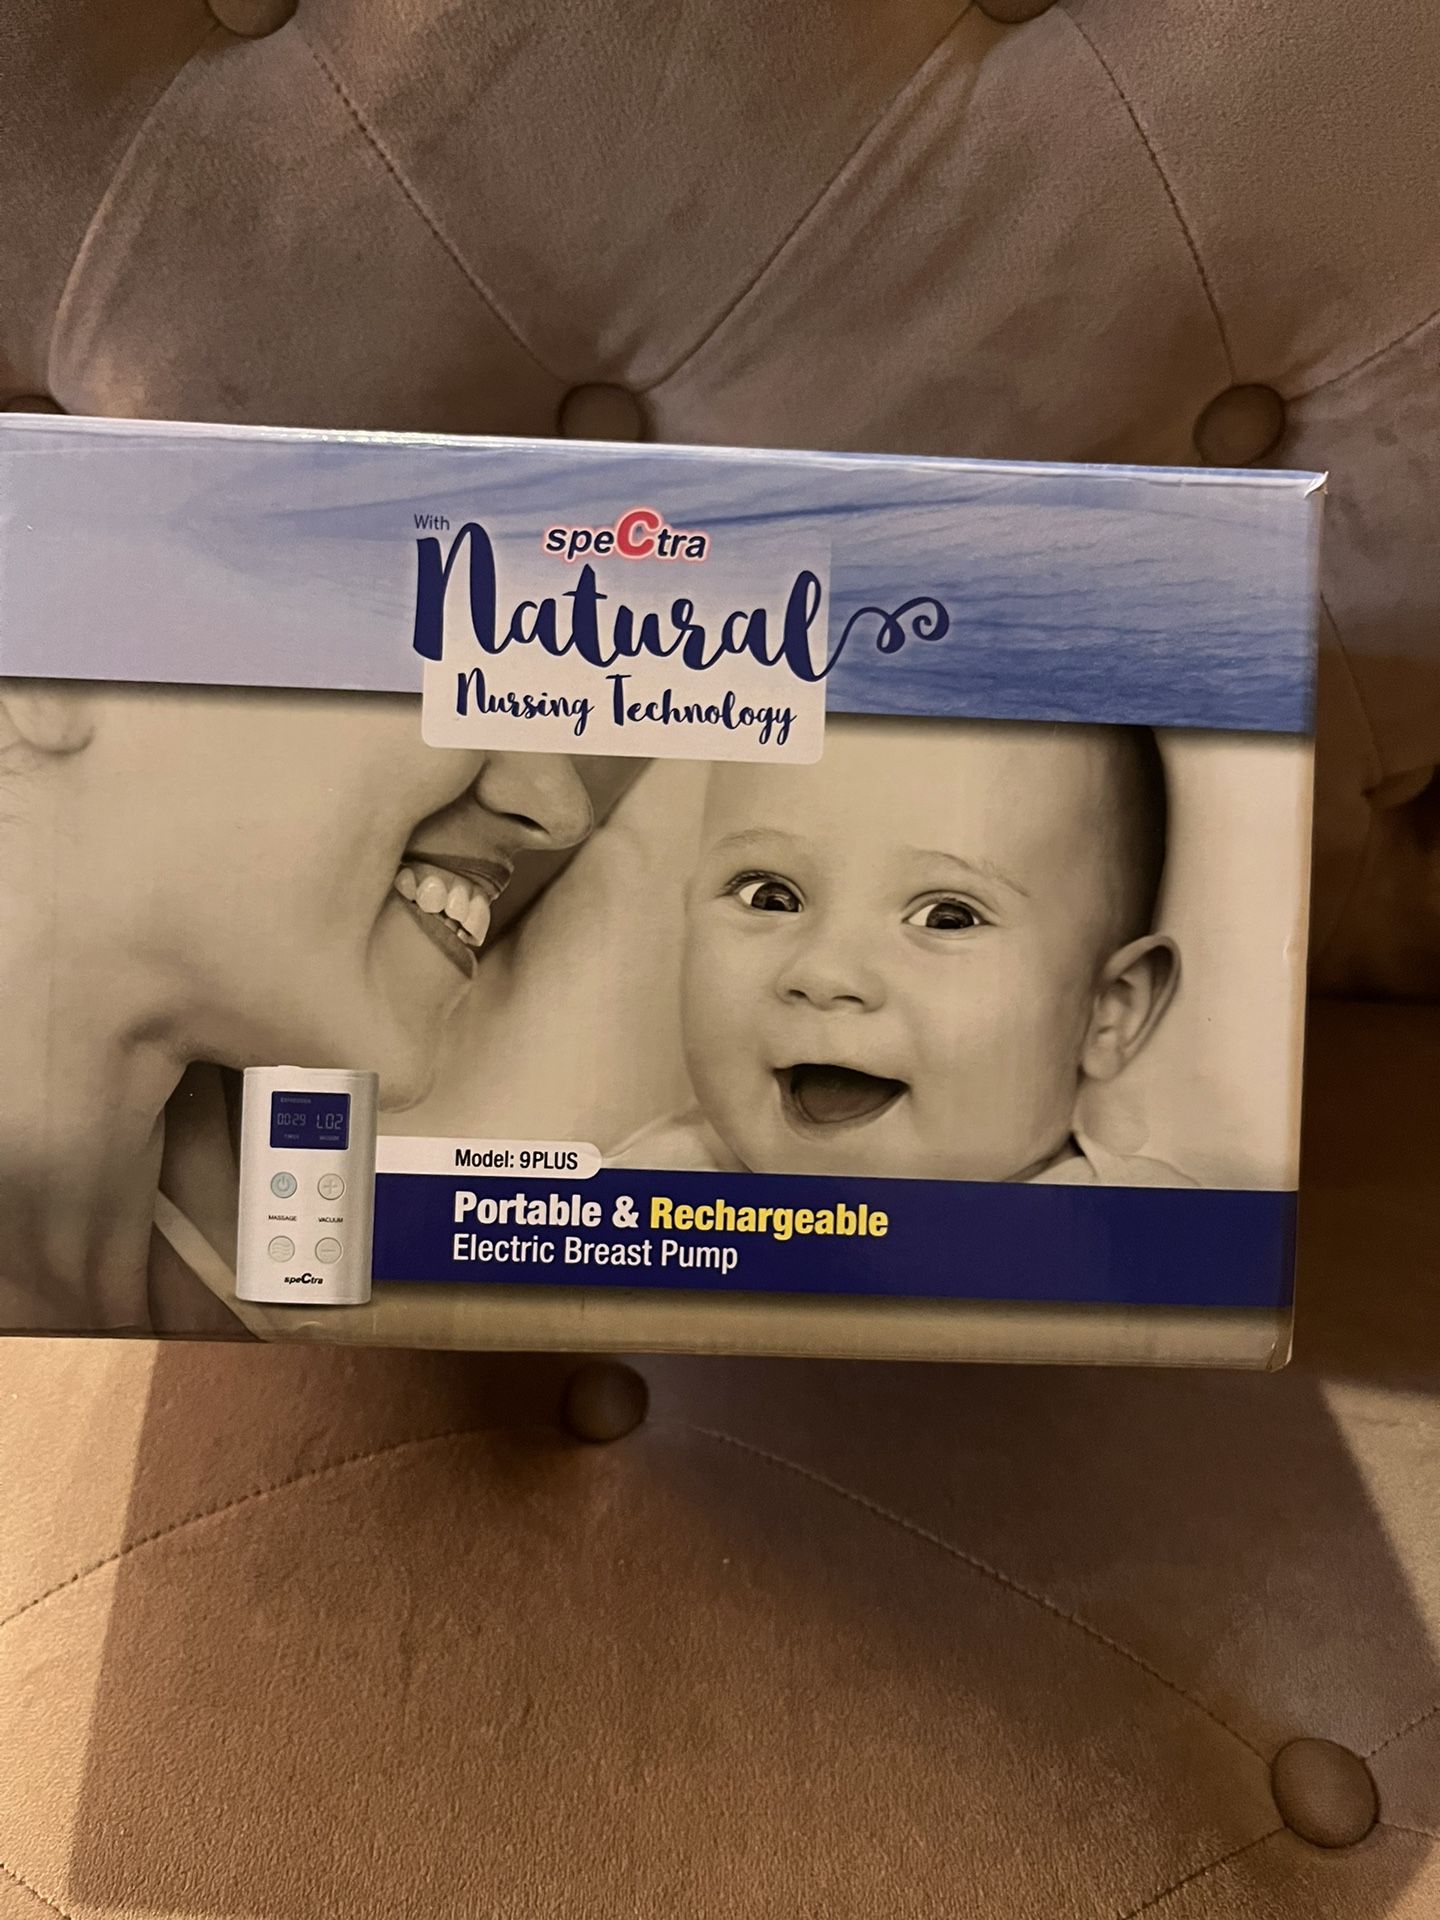 With
speCtra
Natural
Nursing Technology
EXPRESSION
00:29 L02
TIMER VACUUM
MASSAGE VACUUM
speCtra
Model: 9PLUS
Portable & Rechargeable
Electric Breast Pump